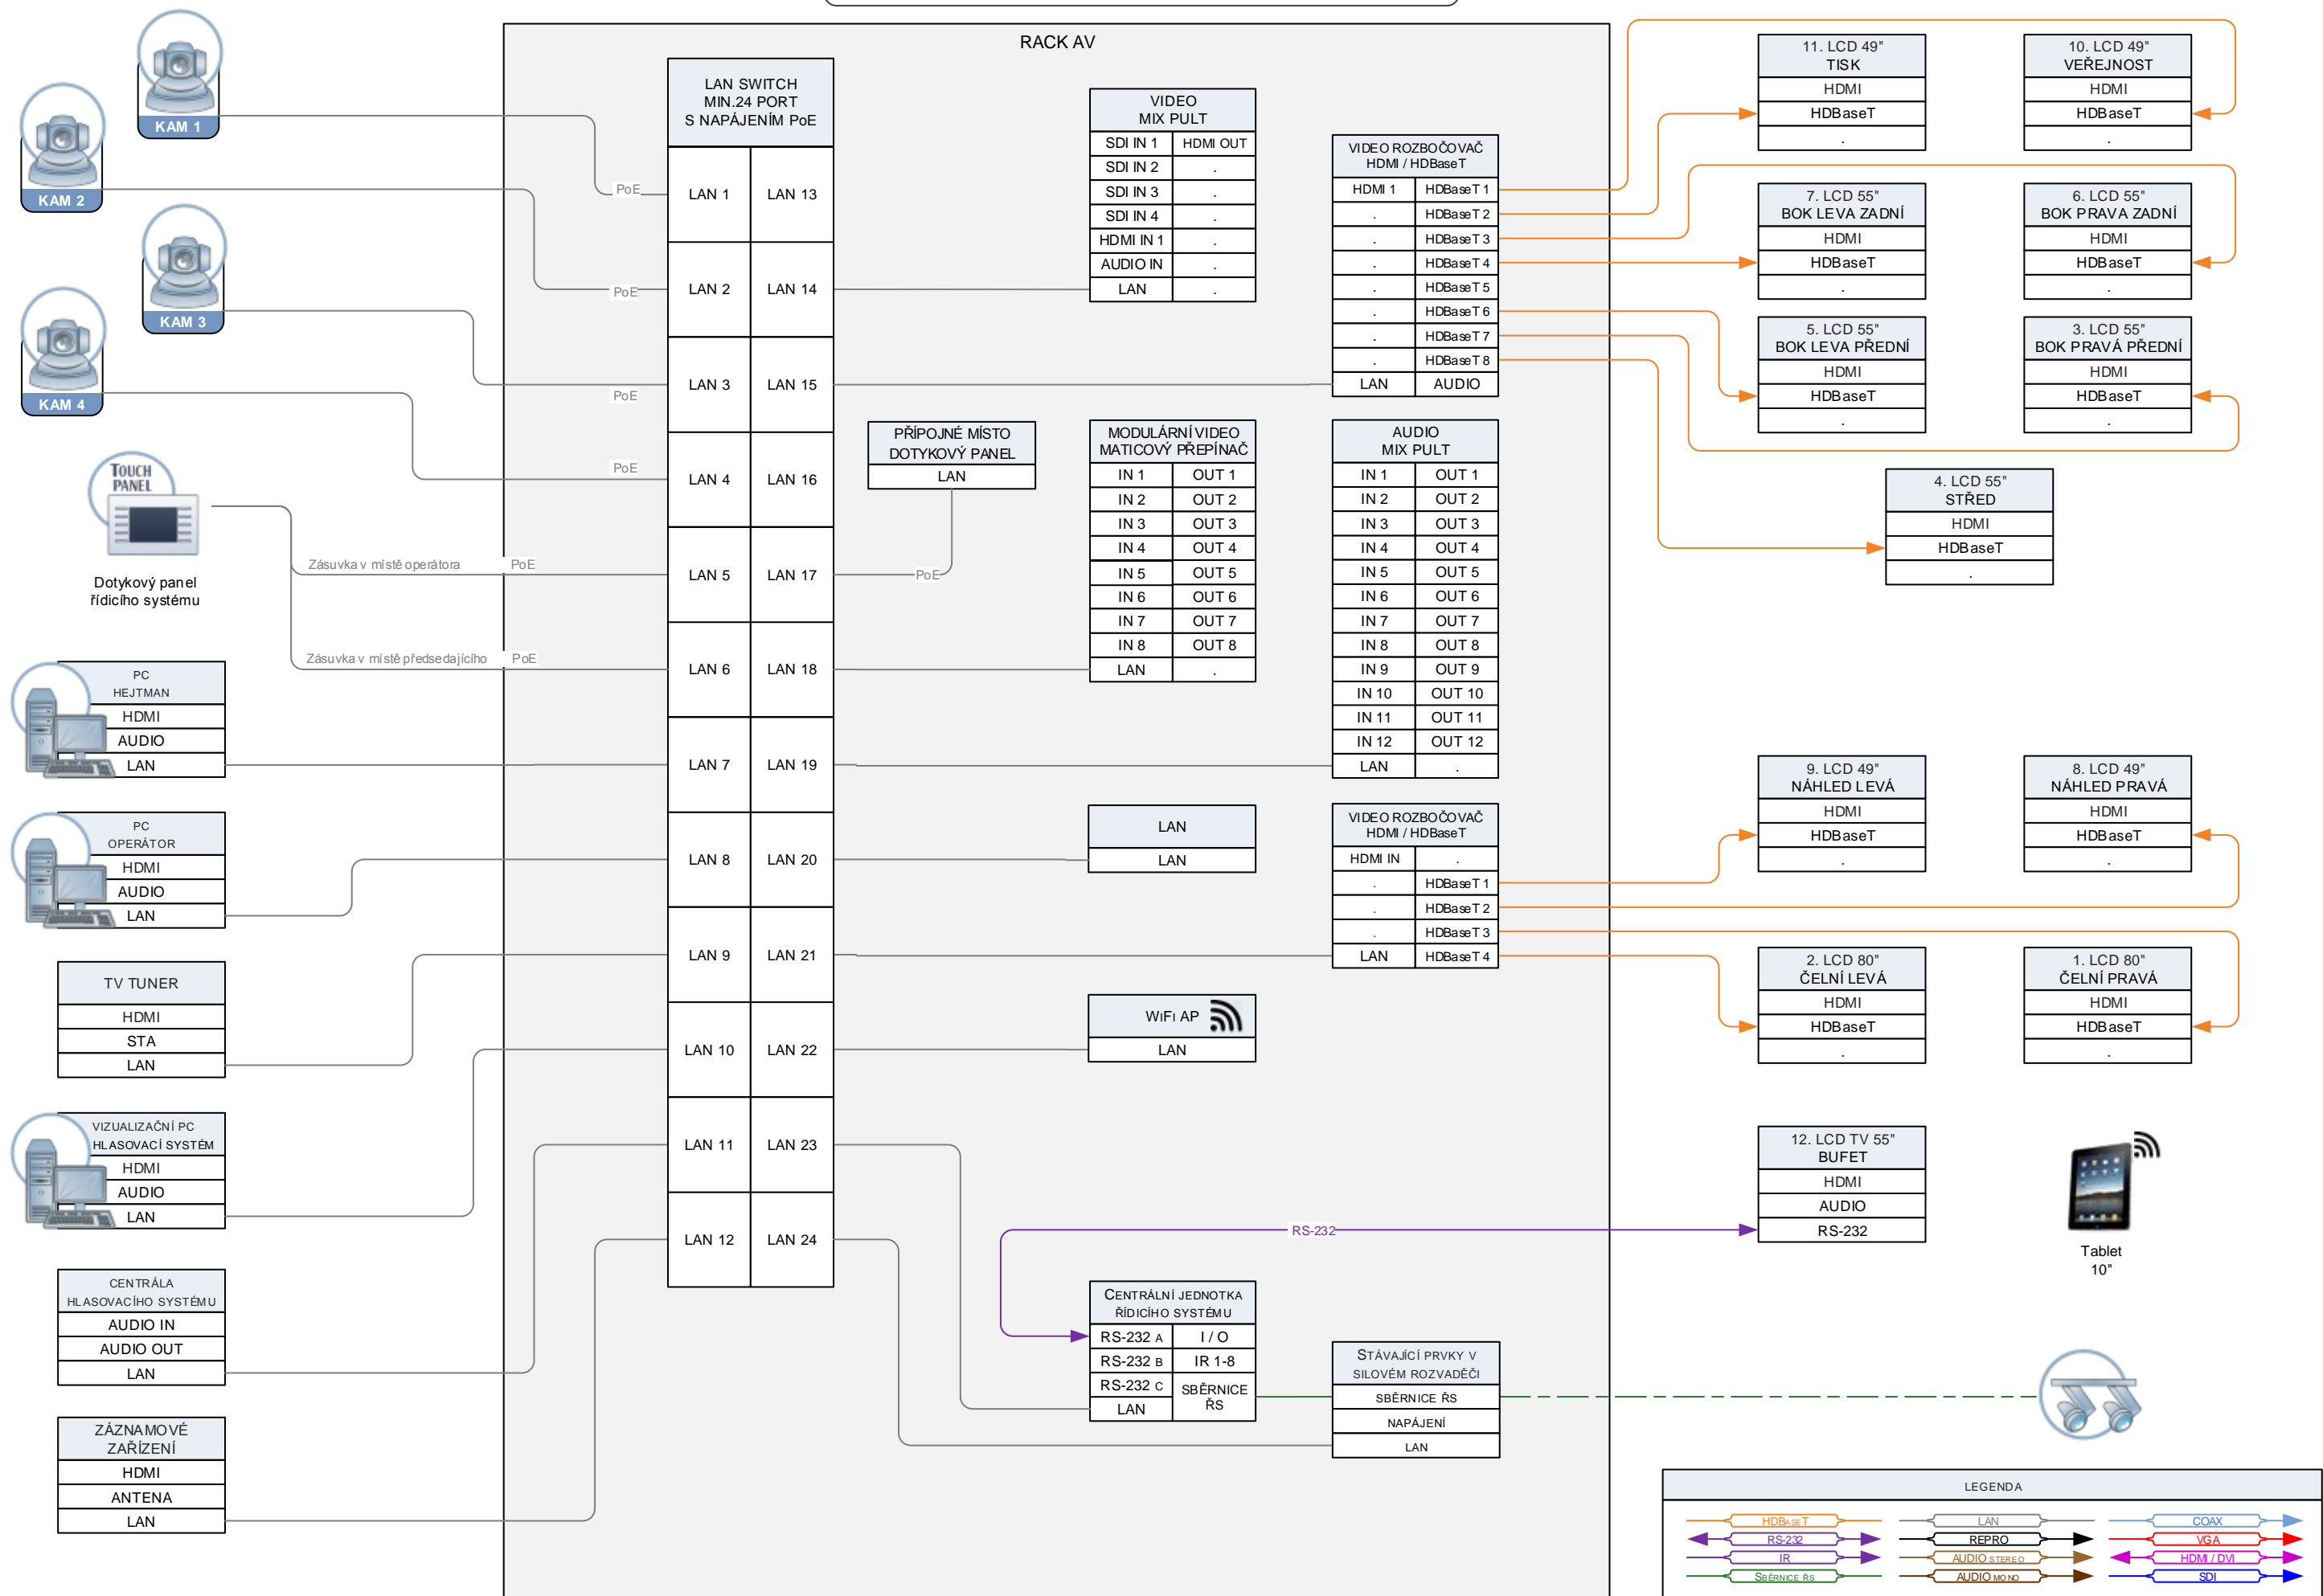 RACK AV
KAM 1
KAM 2
KAM 3
KAM 4
TOUCH
PANEL
Dotykový panel
řídicího systému
Zásuvka v místě operátora
PoE
Zásuvka v místě předsedajícího
PoE
PoE
PoE
PoE
PoE
PC
HEJTMAN
HDMI
AUDIO
LAN
PC
OPERÁTOR
HDMI
AUDIO
LAN
TV TUNER
HDMI
STA
LAN
VIZUALIZAČNÍ PC
HLASOVACÍ SYSTÉM
HDMI
AUDIO
LAN
CENTRÁLA
HLASOVACÍHO SYSTÉMU
AUDIO IN
AUDIO OUT
LAN
ZÁZNAMOVÉ
ZAŘÍZENÍ
HDMI
ANTENA
LAN
LAN SWITCH
MIN.24 PORT
S NAPÁJENÍM PoE
LAN 1 LAN 13
LAN 2 LAN 14
LAN 3 LAN 15
LAN 4 LAN 16
LAN 5 LAN 17
LAN 6 LAN 18
LAN 7 LAN 19
LAN 8 LAN 20
LAN 9 LAN 21
LAN 10 LAN 22
LAN 11 LAN 23
LAN 12 LAN 24
PŘÍPOJNÉ MÍSTO
DOTYKOVÝ PANEL
LAN
PoE
VIDEO
MIX PULT
SDI IN 1 HDMI OUT
SDI IN 2 .
SDI IN 3 .
SDI IN 4 .
HDMI IN 1 .
AUDIO IN .
LAN .
MODULÁRNÍ VIDEO
MATICOVÝ PŘEPÍNAČ
IN 1 OUT 1
IN 2 OUT 2
IN 3 OUT 3
IN 4 OUT 4
IN 5 OUT 5
IN 6 OUT 6
IN 7 OUT 7
IN 8 OUT 8
LAN .
LAN
LAN
WIFI AP
LAN
RS-232
CENTRÁLNÍ JEDNOTKA
ŘÍDICÍHO SYSTÉMU
RS-232 A I / O
RS-232 B IR 1-8
RS-232 C SBĚRNICE
LAN ŘS
VIDEO ROZBOČOVAČ
HDMI / HDBaseT
HDMI 1 HDBaseT 1
. HDBaseT 2
. HDBaseT 3
. HDBaseT 4
. HDBaseT 5
. HDBaseT 6
. HDBaseT 7
. HDBaseT 8
LAN AUDIO
AUDIO
MIX PULT
IN 1 OUT 1
IN 2 OUT 2
IN 3 OUT 3
IN 4 OUT 4
IN 5 OUT 5
IN 6 OUT 6
IN 7 OUT 7
IN 8 OUT 8
IN 9 OUT 9
IN 10 OUT 10
IN 11 OUT 11
IN 12 OUT 12
LAN .
VIDEO ROZBOČOVAČ
HDMI / HDBaseT
HDMI IN .
. HDBaseT 1
. HDBaseT 2
. HDBaseT 3
LAN HDBaseT 4
STÁVAJÍCÍ PRVKY V
SILOVÉM ROZVADĚČI
SBĚRNICE ŘS
NAPÁJENÍ
LAN
11. LCD 49"
TISK
HDMI
HDBaseT
.
10. LCD 49"
VEŘEJNOST
HDMI
HDBaseT
.
7. LCD 55"
BOK LEVA ZADNÍ
HDMI
HDBaseT
.
6. LCD 55"
BOK PRAVA ZADNÍ
HDMI
HDBaseT
.
5. LCD 55"
BOK LEVA PŘEDNÍ
HDMI
HDBaseT
.
3. LCD 55"
BOK PRAVÁ PŘEDNÍ
HDMI
HDBaseT
.
4. LCD 55"
STŘED
HDMI
HDBaseT
.
9. LCD 49"
NÁHLED LEVÁ
HDMI
HDBaseT
.
8. LCD 49"
NÁHLED PRAVÁ
HDMI
HDBaseT
.
2. LCD 80"
ČELNÍ LEVÁ
HDMI
HDBaseT
.
1. LCD 80"
ČELNÍ PRAVÁ
HDMI
HDBaseT
.
12. LCD TV 55"
BUFET
HDMI
AUDIO
RS-232
Tablet
10"
LEGENDA
HDBASET LAN COAX
RS-232 REPRO VGA
IR AUDIO STEREO HDMI / DVI
SBĚRNICE ŘS AUDIO MONO SDI